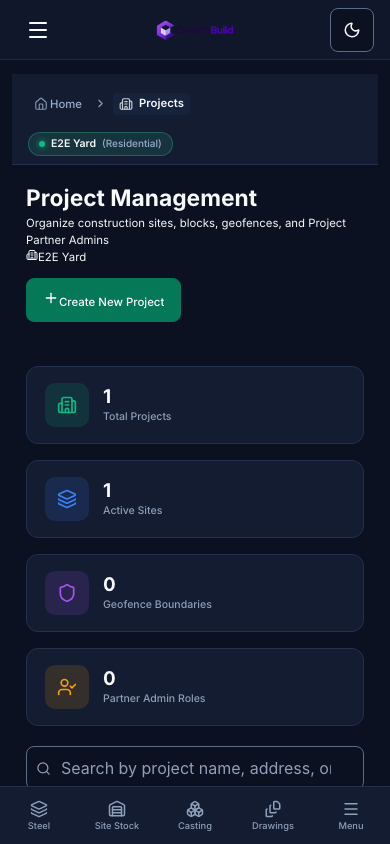 Build
Home
Projects
E2E Yard (Residential)
Project Management
Organize construction sites, blocks, geofences, and Project
Partner Admins
E2E Yard
Create New Project
1
Total Projects
1
Active Sites
0
Geofence Boundaries
0
Partner Admin Roles
Search by project name, address, or
Steel
Site Stock
Casting
Drawings
Menu